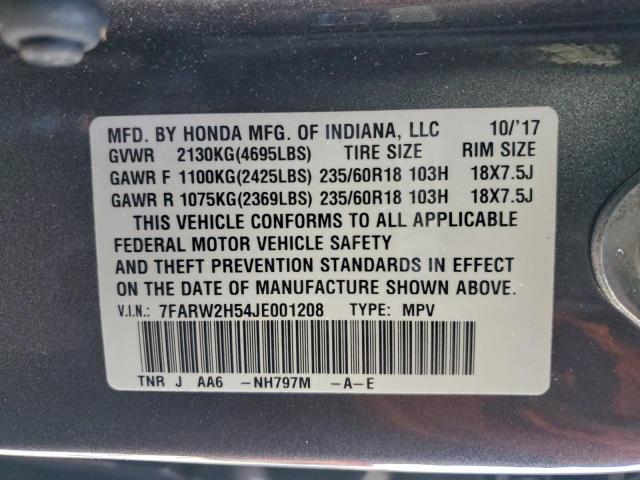 MFD. BY HONDA MFG. OF INDIANA, LLC 10/'17
GVWR 2130KG(4695LBS) TIRE SIZE RIM SIZE
GAWR F 1100KG(2425LBS) 235/60R18 103H 18X7.5J
GAWR R 1075KG(2369LBS) 235/60R18 103H 18X7.5J
THIS VEHICLE CONFORMS TO ALL APPLICABLE
FEDERAL MOTOR VEHICLE SAFETY
AND THEFT PREVENTION STANDARDS IN EFFECT
ON THE DATE OF MANUFACTURE SHOWN ABOVE.
V.I.N.: 7FARW2H54JE001208 TYPE: MPV
TNR J AA6 -NH797M -A-E